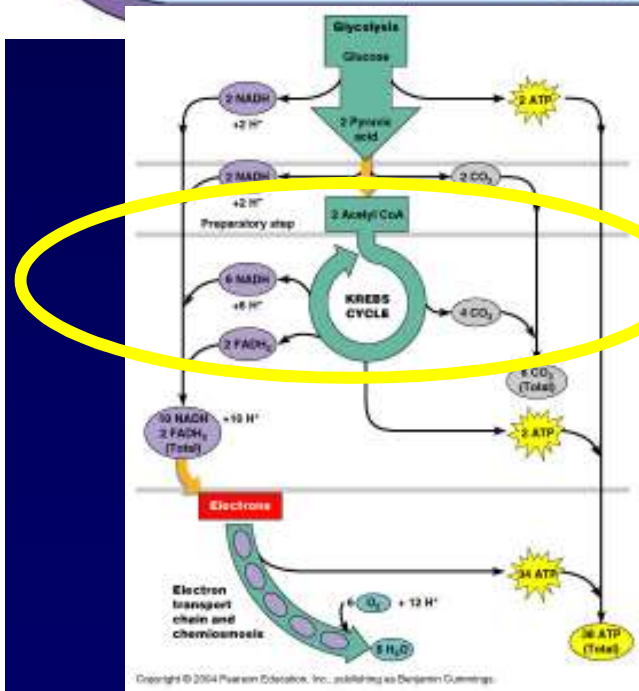 Glycolysis
Glucose
2 NADH
+2 H⁺
2 ATP
2 Pyruvic
acid
2 NADH
+2 H⁺
2 CO₂
Preparatory step
2 Acetyl CoA
6 NADH
+6 H⁺
KREBS
CYCLE
4 CO₂
2 FADH₂
6 CO₂
(Total)
10 NADH
2 FADH₂
(Total)
+10 H⁺
2 ATP
Electrons
34 ATP
Electron
transport
chain and
chemiosmosis
6 O₂ + 12 H⁺
6 H₂O
38 ATP
(Total)
Copyright © 2004 Pearson Education, Inc., publishing as Benjamin Cummings.